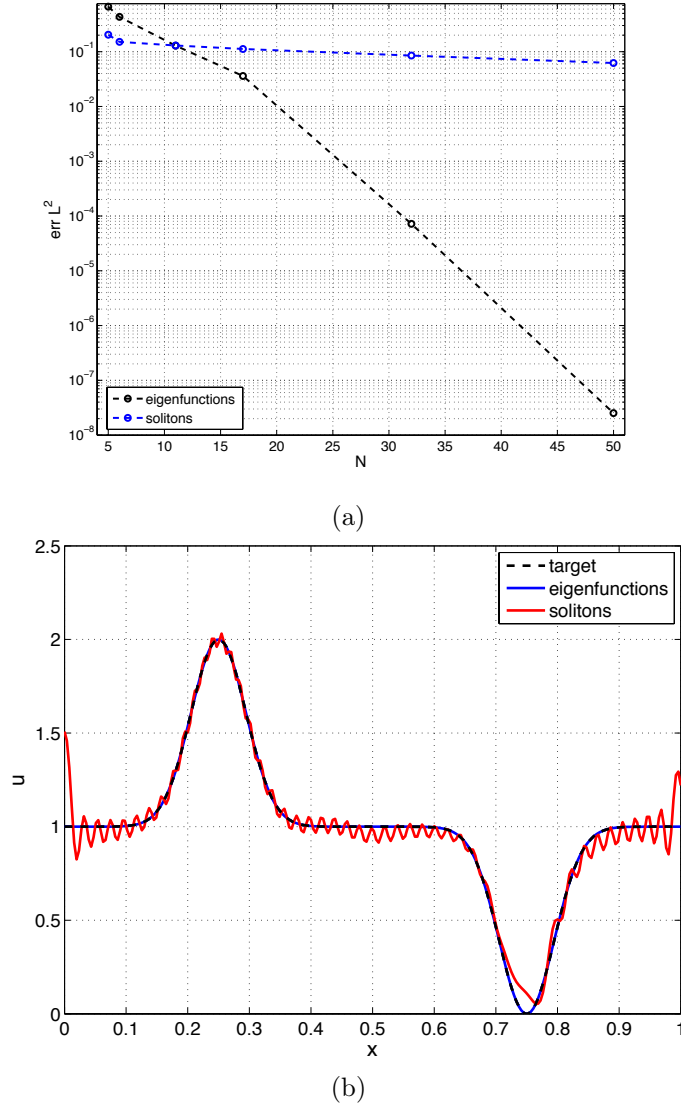 10⁻¹
10⁻²
10⁻³
10⁻⁴
10⁻⁵
10⁻⁶
10⁻⁷
10⁻⁸
err L²
eigenfunctions
solitons
5 10 15 20 25 30 35 40 45 50
N
(a)
2.5
2
1.5
1
0.5
0
u
target
eigenfunctions
solitons
0 0.1 0.2 0.3 0.4 0.5 0.6 0.7 0.8 0.9 1
x
(b)